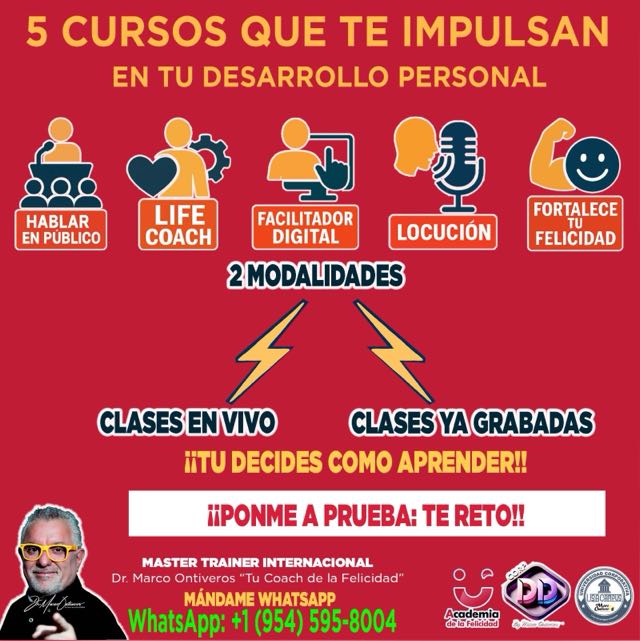 5 CURSOS QUE TE IMPULSAN
EN TU DESARROLLO PERSONAL
HABLAR
EN PÚBLICO
LIFE
COACH
FACILITADOR
DIGITAL
LOCUCIÓN
FORTALECE
TU
FELICIDAD
2 MODALIDADES
CLASES EN VIVO
CLASES YA GRABADAS
¡¡TU DECIDES COMO APRENDER!!
¡¡PONME A PRUEBA: TE RETO!!
MASTER TRAINER INTERNACIONAL
Dr. Marco Ontiveros "Tu Coach de la Felicidad"
MÁNDAME WHATSAPP
WhatsApp: +1 (954) 595-8004
Academia
de la Felicidad
DD
UNIVERSIDAD CORPORATIVA